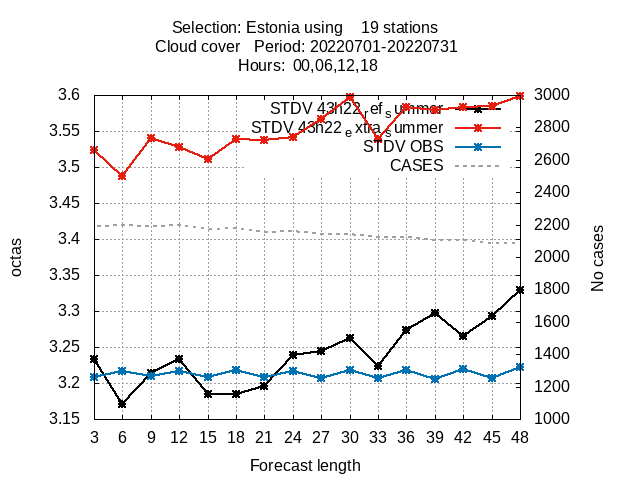 Selection: Estonia using 19 stations
Cloud cover Period: 20220701-20220731
Hours: 00,06,12,18
3.6
3.55
3.5
3.45
3.4
3.35
3.3
3.25
3.2
3.15
octas
STDV 43h22_ref_summer
STDV 43h22_extra_summer
STDV OBS
CASES
3000
2800
2600
2400
2200
2000
1800
1600
1400
1200
1000
No cases
3 6 9 12 15 18 21 24 27 30 33 36 39 42 45 48
Forecast length